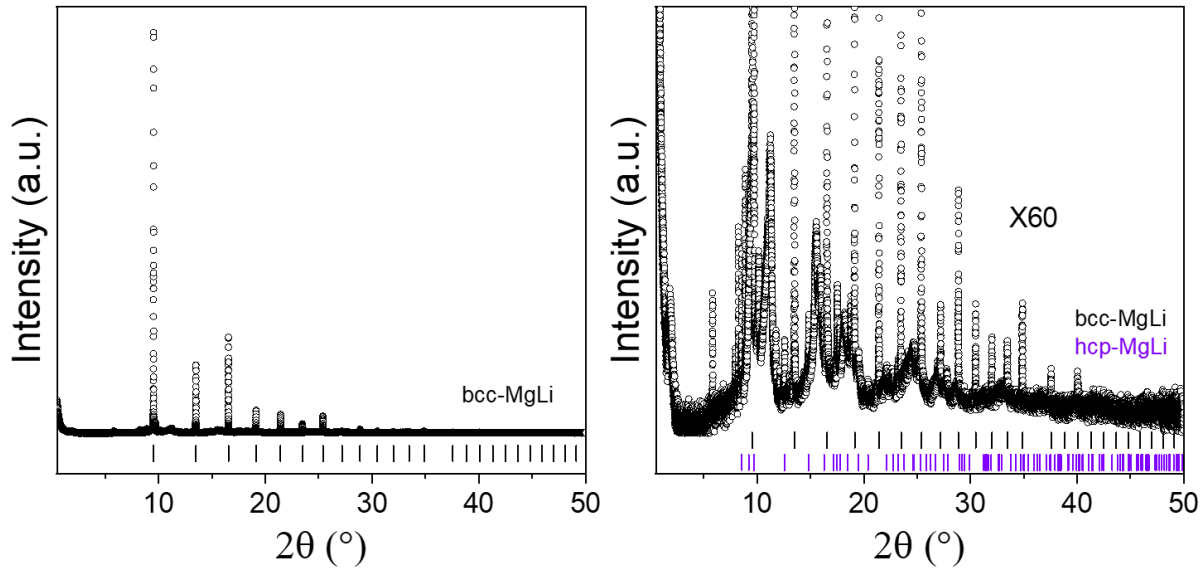 Intensity (a.u.)
bcc-MgLi
10
20
30
40
50
2θ (°)
Intensity (a.u.)
X60
bcc-MgLi
hcp-MgLi
10
20
30
40
50
2θ (°)